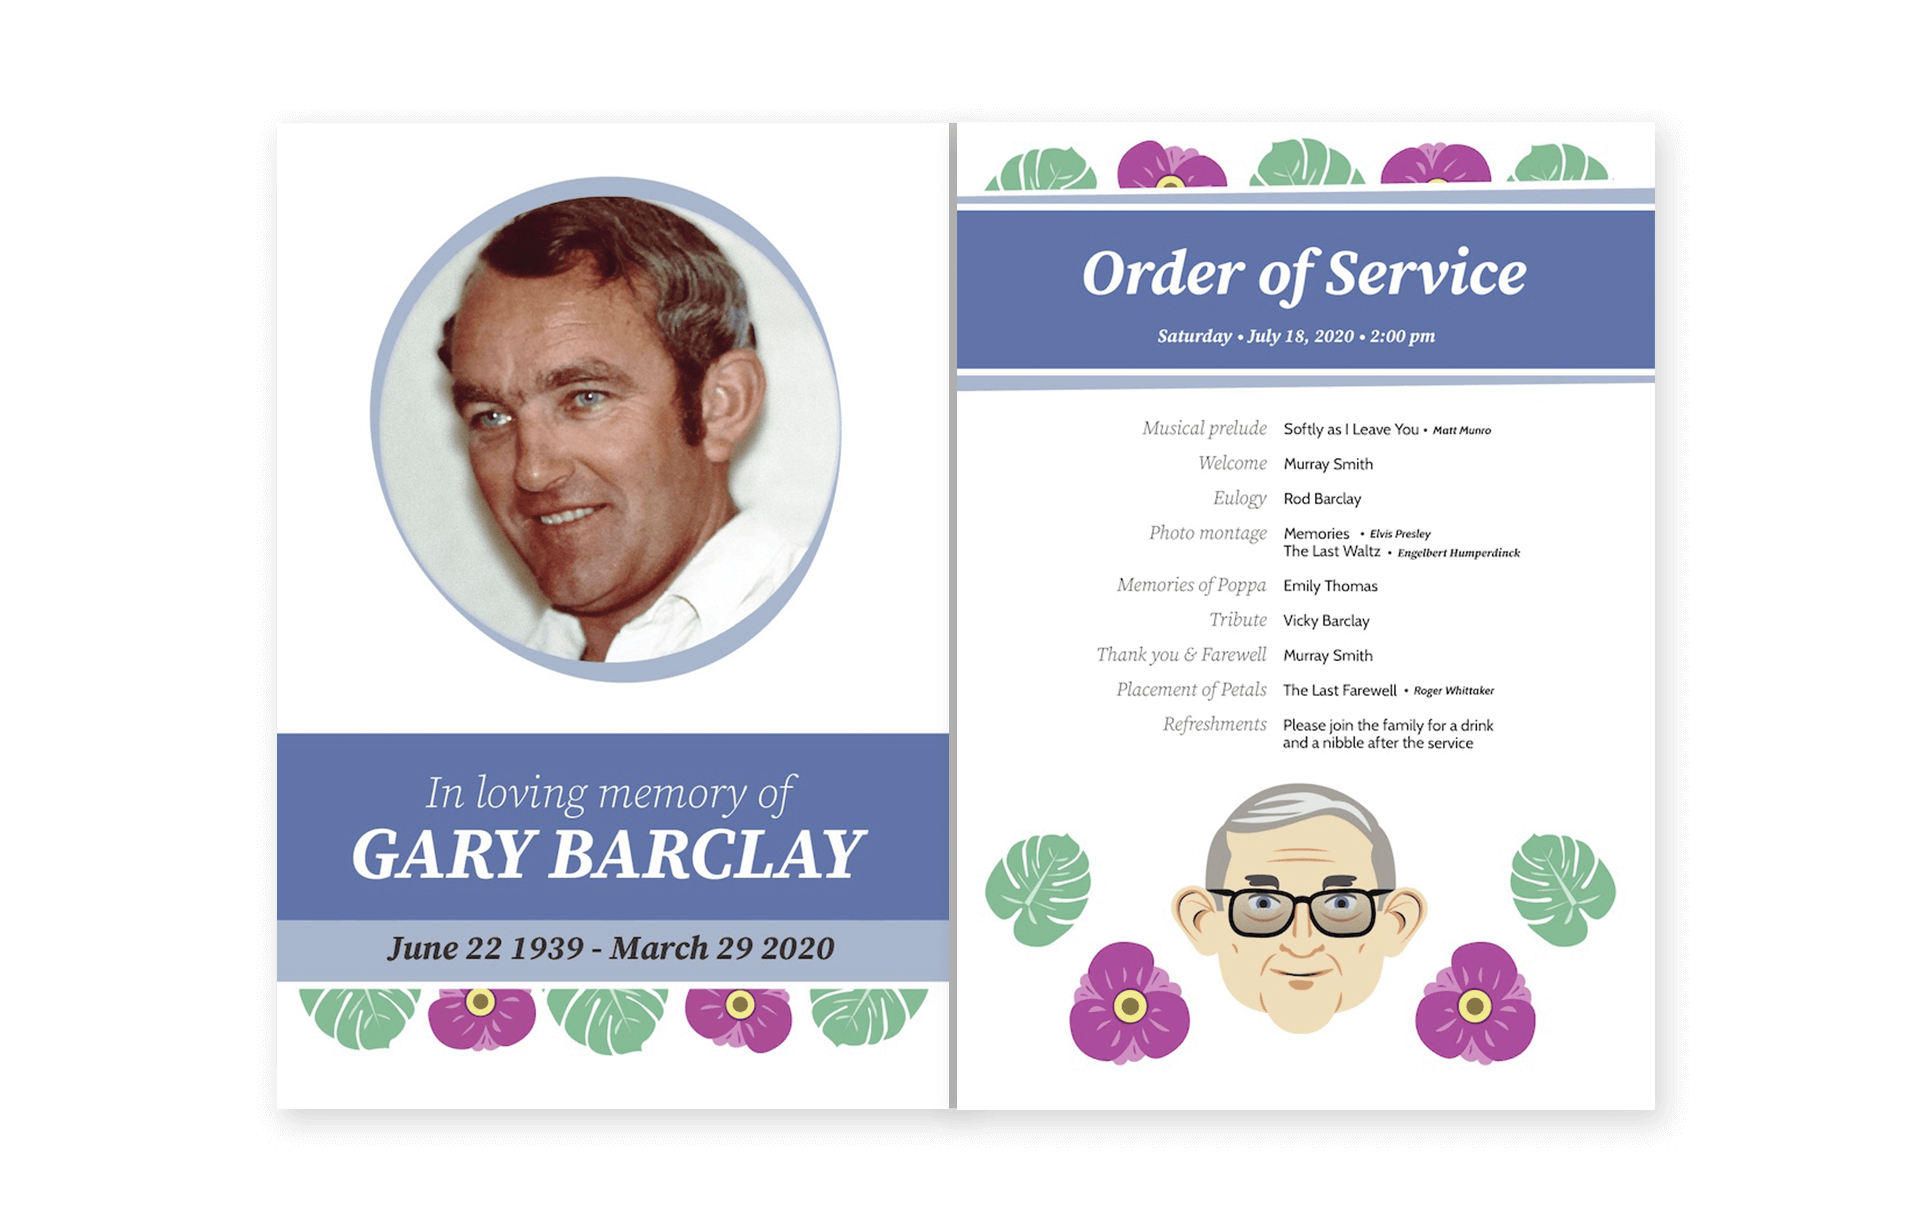 In loving memory of
GARY BARCLAY
June 22 1939 - March 29 2020
Order of Service
Saturday • July 18, 2020 • 2:00 pm
Musical prelude Softly as I Leave You • Matt Munro
Welcome Murray Smith
Eulogy Rod Barclay
Photo montage Memories • Elvis Presley
The Last Waltz • Engelbert Humperdinck
Memories of Poppa Emily Thomas
Tribute Vicky Barclay
Thank you & Farewell Murray Smith
Placement of Petals The Last Farewell • Roger Whittaker
Refreshments Please join the family for a drink
and a nibble after the service